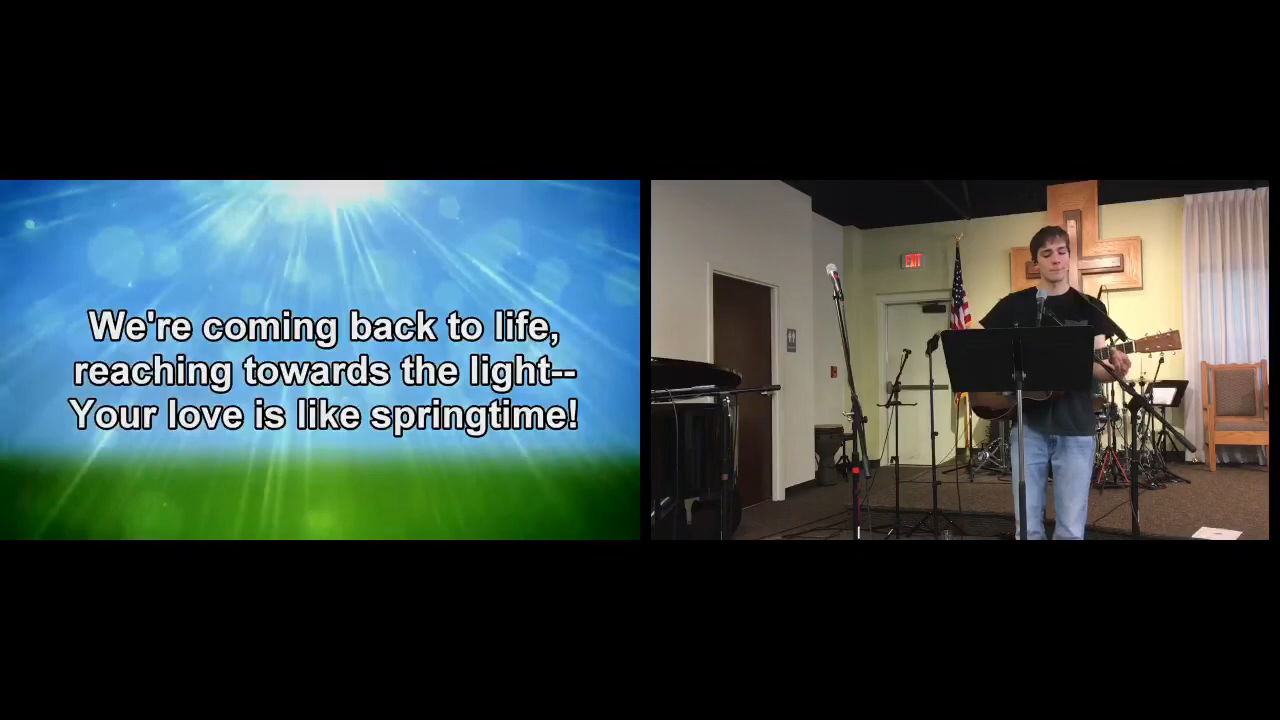 We're coming back to life,
reaching towards the light--
Your love is like springtime!
EXIT